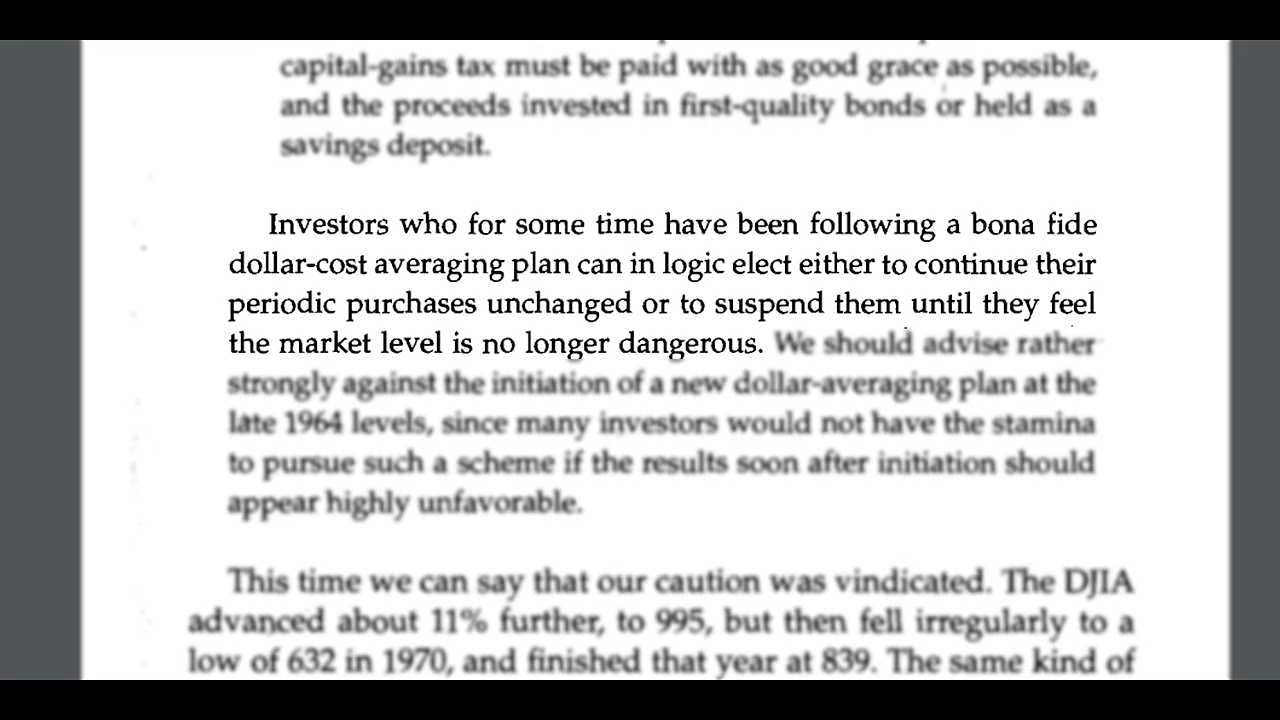 capital-gains tax must be paid with as good grace as possible,
and the proceeds invested in first-quality bonds or held as a
savings deposit.
Investors who for some time have been following a bona fide
dollar-cost averaging plan can in logic elect either to continue their
periodic purchases unchanged or to suspend them until they feel
the market level is no longer dangerous. We should advise rather
strongly against the initiation of a new dollar-averaging plan at the
late 1964 levels, since many investors would not have the stamina
to pursue such a scheme if the results soon after initiation should
appear highly unfavorable.
This time we can say that our caution was vindicated. The DJIA
advanced about 11% further, to 995, but then fell irregularly to a
low of 632 in 1970, and finished that year at 839. The same kind of